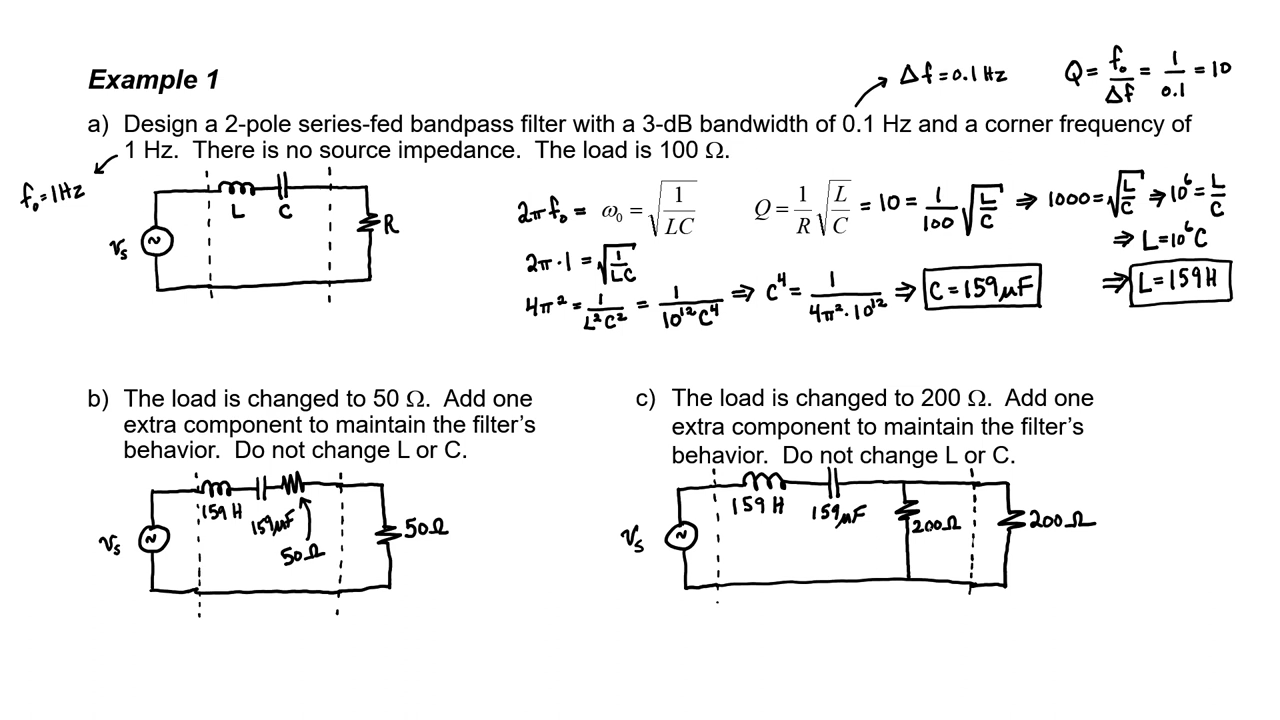 Example 1
Δf = 0.1 Hz
Q = f₀/Δf = 1/0.1 = 10
a) Design a 2-pole series-fed bandpass filter with a 3-dB bandwidth of 0.1 Hz and a corner frequency of
1 Hz. There is no source impedance. The load is 100 Ω.
f₀ = 1Hz
L C
R
Vs
2πf₀ = ω₀ = √(1/LC)
Q = 1/R √(L/C) = 10 = 1/100 √(L/C) ⇒ 1000 = √(L/C) ⇒ 10⁶ = L/C
⇒ L = 10⁶C
2π·1 = √(1/LC)
4π² = 1/L²C² = 1/10¹²C⁴ ⇒ C⁴ = 1/4π²·10¹² ⇒ C = 159μF
⇒ L = 159H
b) The load is changed to 50 Ω. Add one
extra component to maintain the filter's
behavior. Do not change L or C.
159 H
159μF
50Ω
50Ω
Vs
c) The load is changed to 200 Ω. Add one
extra component to maintain the filter's
behavior. Do not change L or C.
159 H
159μF
200Ω
200Ω
Vs